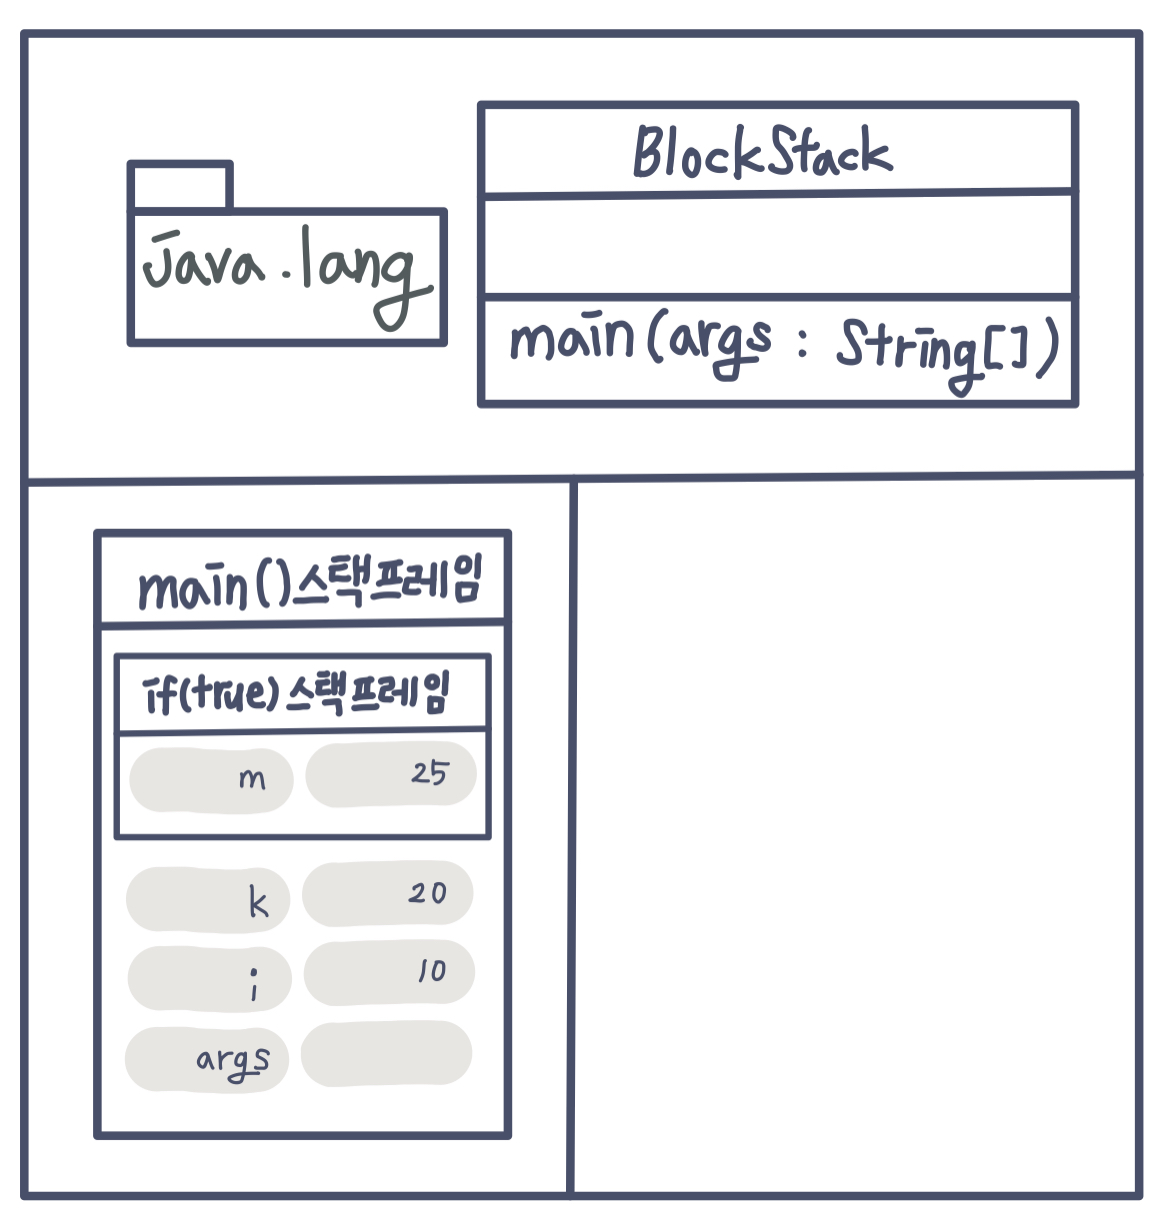 BlockStack
java.lang
main(args : String[])
main()스택프레임
if(true)스택프레임
m 25
k 20
i 10
args